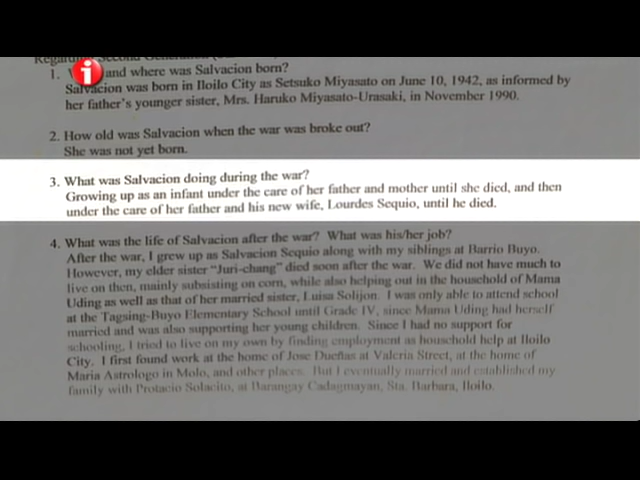 Regarding Second Generation
1. and where was Salvacion born?
Salvacion was born in Iloilo City as Setsuko Miyasato on June 10, 1942, as informed by
her father's younger sister, Mrs. Haruko Miyasato-Urasaki, in November 1990.
2. How old was Salvacion when the war was broke out?
She was not yet born.
3. What was Salvacion doing during the war?
Growing up as an infant under the care of her father and mother until she died, and then
under the care of her father and his new wife, Lourdes Sequio, until he died.
4. What was the life of Salvacion after the war? What was his/her job?
After the war, I grew up as Salvacion Sequio along with my siblings at Barrio Buyo.
However, my elder sister "Juri-chang" died soon after the war. We did not have much to
live on then, mainly subsisting on corn, while also helping out in the household of Mama
Uding as well as that of her married sister, Luisa Solijon. I was only able to attend school
at the Tagsing-Buyo Elementary School until Grade IV, since Mama Uding had herself
married and was also supporting her young children. Since I had no support for
schooling, I tried to live on my own by finding employment as household help at Iloilo
City. I first found work at the home of Jose Dueñas at Valeria Street, at the home of
Maria Astrologo in Molo, and other places. But I eventually married and established my
family with Protacio Solacito, at Barangay Cadagmayan, Sta. Barbara, Iloilo.